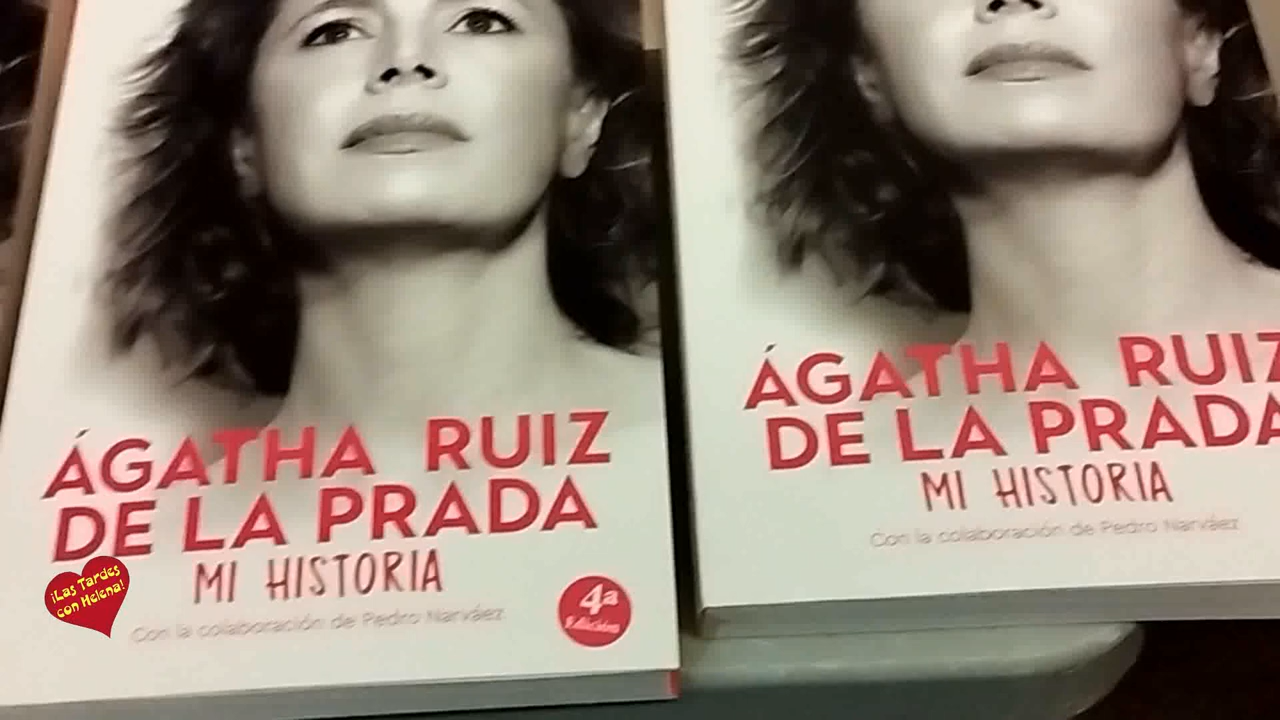 ÁGATHA RUIZ
DE LA PRADA
MI HISTORIA
Con la colaboración de Pedro Narváez
4a
Edición
¡Las Tardes
con Helena!
ÁGATHA RUIZ
DE LA PRADA
MI HISTORIA
Con la colaboración de Pedro Narváez